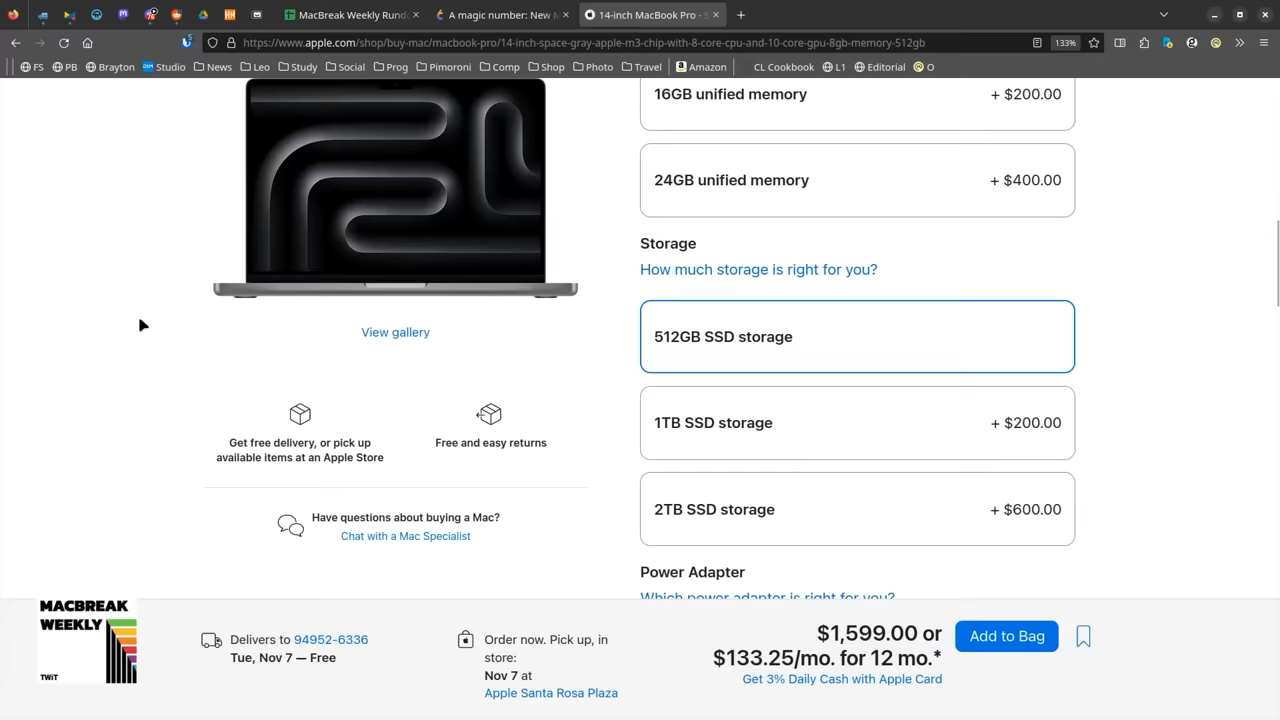 MacBreak Weekly Rund
A magic number: New M
14-inch MacBook Pro - S
https://www.apple.com/shop/buy-mac/macbook-pro/14-inch-space-gray-apple-m3-chip-with-8-core-cpu-and-10-core-gpu-8gb-memory-512gb
133%
FS PB Brayton Studio News Leo Study Social Prog Pimoroni Comp Shop Photo Travel Amazon CL Cookbook L1 Editorial O
16GB unified memory + $200.00
24GB unified memory + $400.00
Storage
How much storage is right for you?
512GB SSD storage
1TB SSD storage + $200.00
2TB SSD storage + $600.00
Power Adapter
Which power adapter is right for you?
View gallery
Get free delivery, or pick up
available items at an Apple Store
Free and easy returns
Have questions about buying a Mac?
Chat with a Mac Specialist
MACBREAK
WEEKLY
TWiT
Delivers to 94952-6336
Tue, Nov 7 — Free
Order now. Pick up, in
store:
Nov 7 at
Apple Santa Rosa Plaza
$1,599.00 or
$133.25/mo. for 12 mo.*
Get 3% Daily Cash with Apple Card
Add to Bag